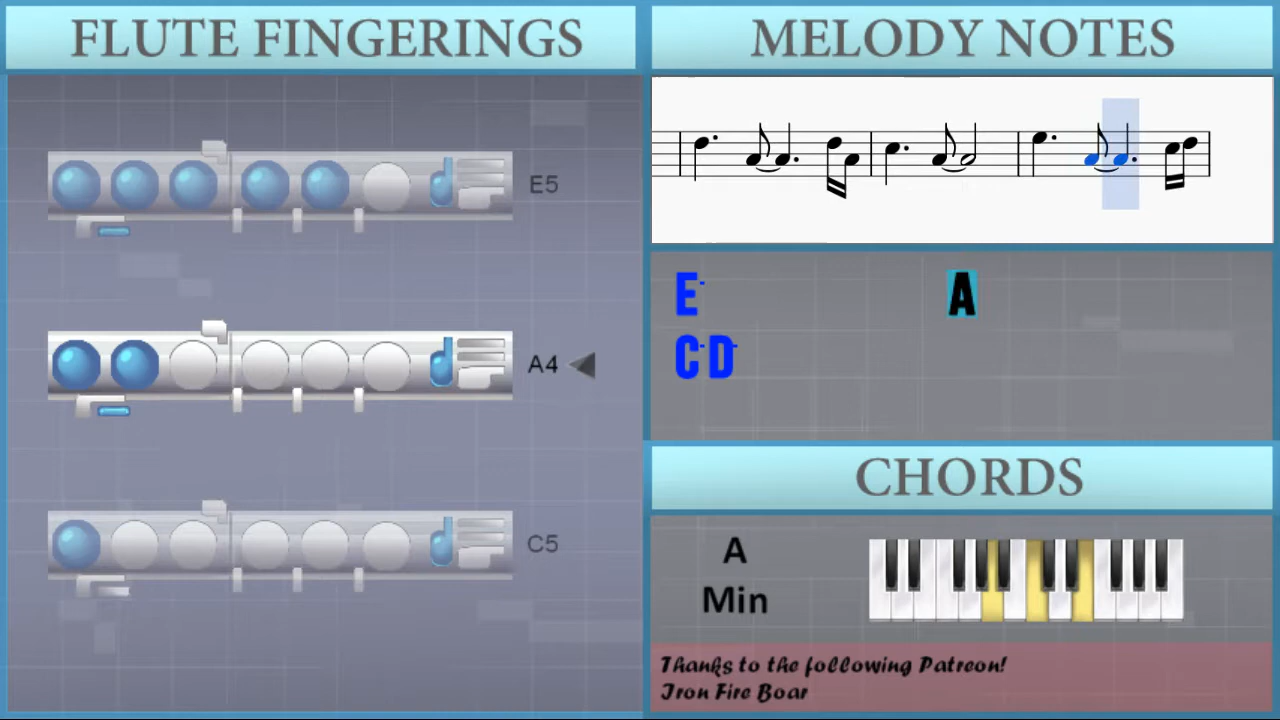 FLUTE FINGERINGS
E5
A4
C5
MELODY NOTES
E A
C D
CHORDS
A
Min
Thanks to the following Patreon!
Iron Fire Boar